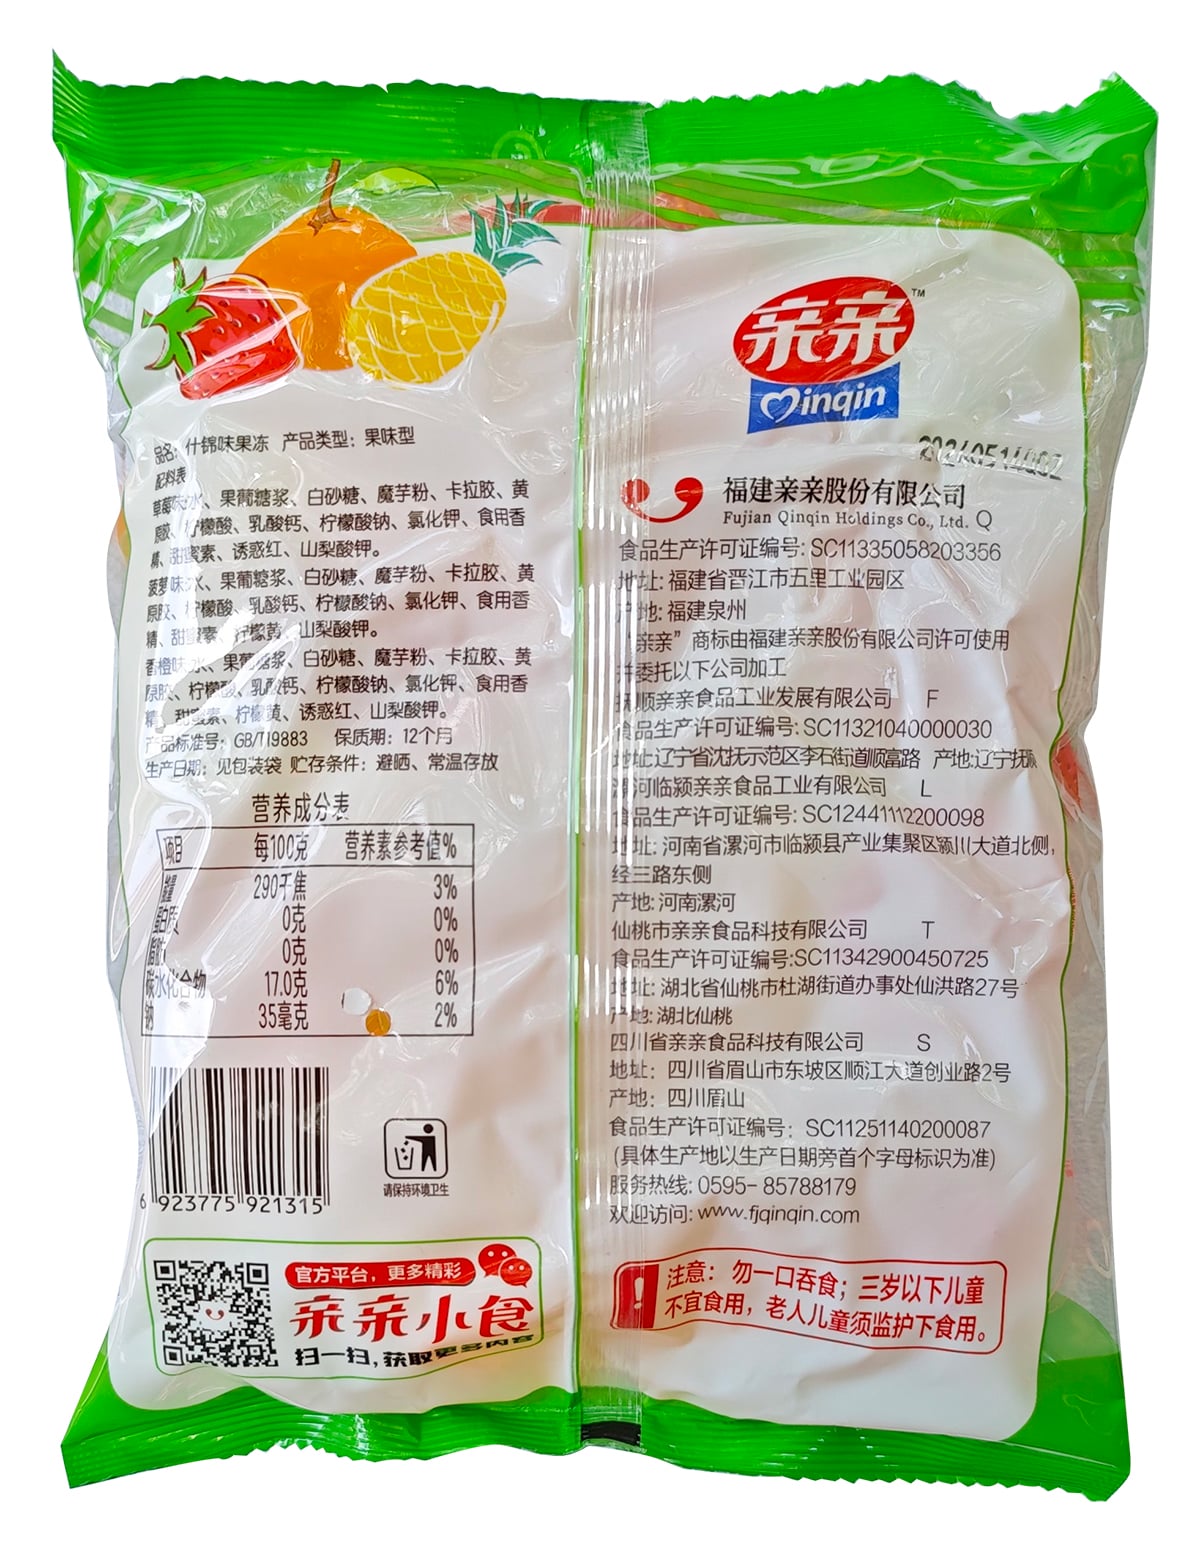 品名：什锦味果冻 产品类型：果味型
配料表
草莓味:水、果葡糖浆、白砂糖、魔芋粉、卡拉胶、黄
原胶、柠檬酸、乳酸钙、柠檬酸钠、氯化钾、食用香
精、甜蜜素、诱惑红、山梨酸钾。
菠萝味:水、果葡糖浆、白砂糖、魔芋粉、卡拉胶、黄
原胶、柠檬酸、乳酸钙、柠檬酸钠、氯化钾、食用香
精、甜蜜素、柠檬黄、山梨酸钾。
香橙味:水、果葡糖浆、白砂糖、魔芋粉、卡拉胶、黄
原胶、柠檬酸、乳酸钙、柠檬酸钠、氯化钾、食用香
精、甜蜜素、柠檬黄、诱惑红、山梨酸钾。
产品标准号：GB/T19883 保质期：12个月
生产日期：见包装袋 贮存条件：避晒、常温存放
营养成分表
项目 每100克 营养素参考值%
能量 290千焦 3%
蛋白质 0克 0%
脂肪 0克 0%
碳水化合物 17.0克 6%
钠 35毫克 2%
6 923775 921315
请保持环境卫生
官方平台，更多精彩
亲亲小食
扫一扫，获取更多内容
亲亲 TM
Qinqin
20240514Q02
福建亲亲股份有限公司
Fujian Qinqin Holdings Co., Ltd. Q
食品生产许可证编号: SC11335058203356
地址: 福建省晋江市五里工业园区
产地: 福建泉州
“亲亲”商标由福建亲亲股份有限公司许可使用
并委托以下公司加工
抚顺亲亲食品工业发展有限公司 F
食品生产许可证编号: SC11321040000030
地址:辽宁省沈抚示范区李石街道顺富路 产地:辽宁抚顺
漯河临颍亲亲食品工业有限公司 L
食品生产许可证编号: SC12441112200098
地址: 河南省漯河市临颍县产业集聚区颍川大道北侧，
经三路东侧
产地: 河南漯河
仙桃市亲亲食品科技有限公司 T
食品生产许可证编号:SC11342900450725
地址: 湖北省仙桃市杜湖街道办事处仙洪路27号
产地: 湖北仙桃
四川省亲亲食品科技有限公司 S
地址：四川省眉山市东坡区顺江大道创业路2号
产地：四川眉山
食品生产许可证编号：SC11251140200087
(具体生产地以生产日期旁首个字母标识为准)
服务热线: 0595- 85788179
欢迎访问: www.fjqinqin.com
注意：勿一口吞食；三岁以下儿童
不宜食用，老人儿童须监护下食用。